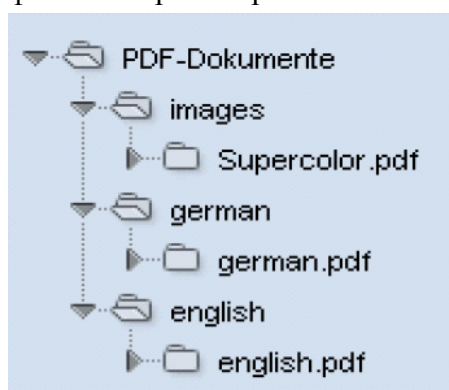 PDF-Dokumente
images
Supercolor.pdf
german
german.pdf
english
english.pdf